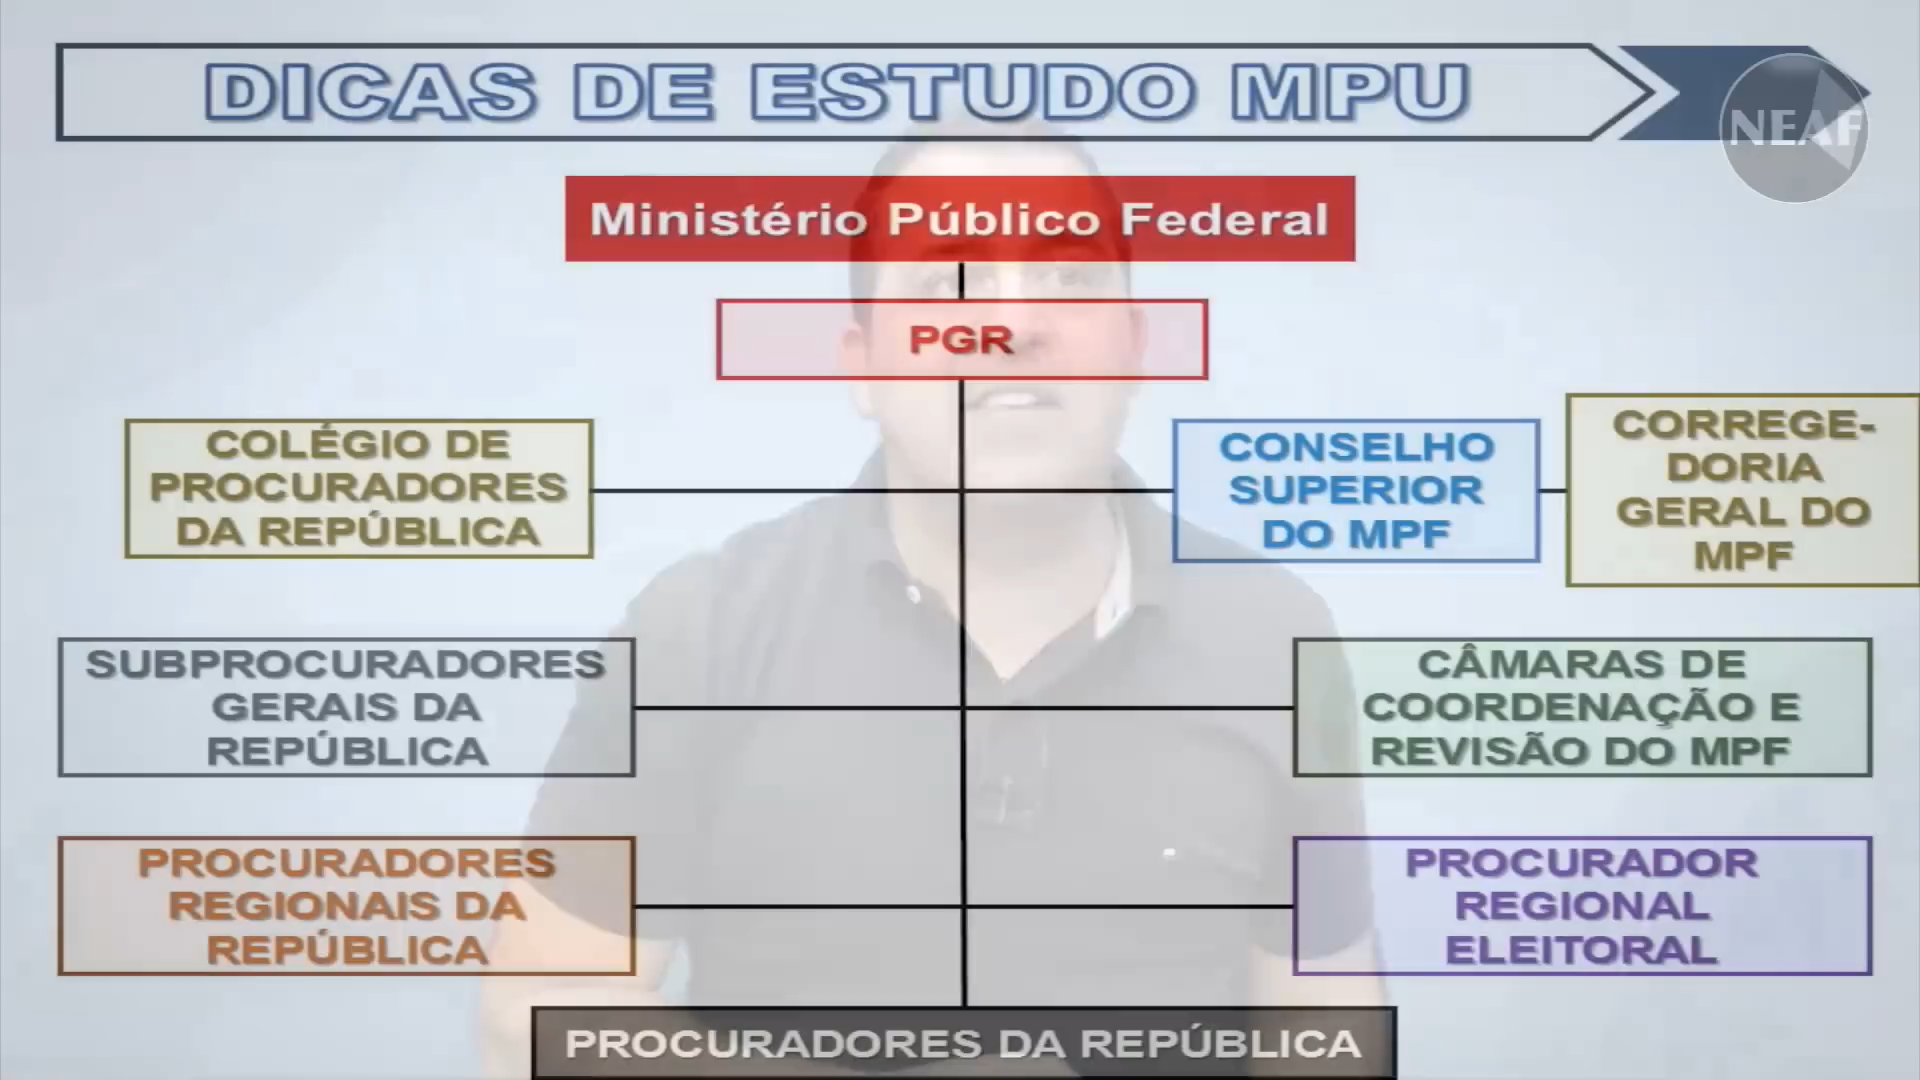 DICAS DE ESTUDO MPU
NEAF
Ministério Público Federal
PGR
COLÉGIO DE
PROCURADORES
DA REPÚBLICA
CONSELHO
SUPERIOR
DO MPF
CORREGE-
DORIA
GERAL DO
MPF
SUBPROCURADORES
GERAIS DA
REPÚBLICA
CÂMARAS DE
COORDENAÇÃO E
REVISÃO DO MPF
PROCURADORES
REGIONAIS DA
REPÚBLICA
PROCURADOR
REGIONAL
ELEITORAL
PROCURADORES DA REPÚBLICA